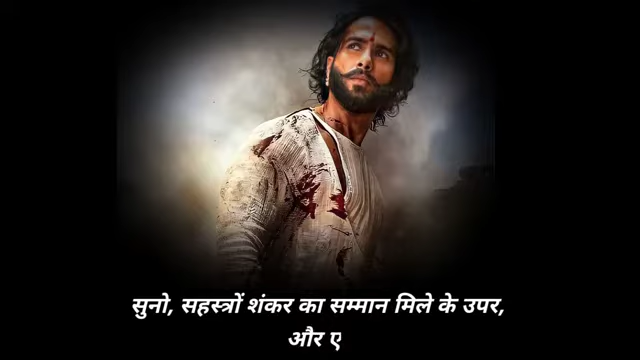 सुनो, सहस्त्रों शंकर का सम्मान मिले के उपर,
और ए